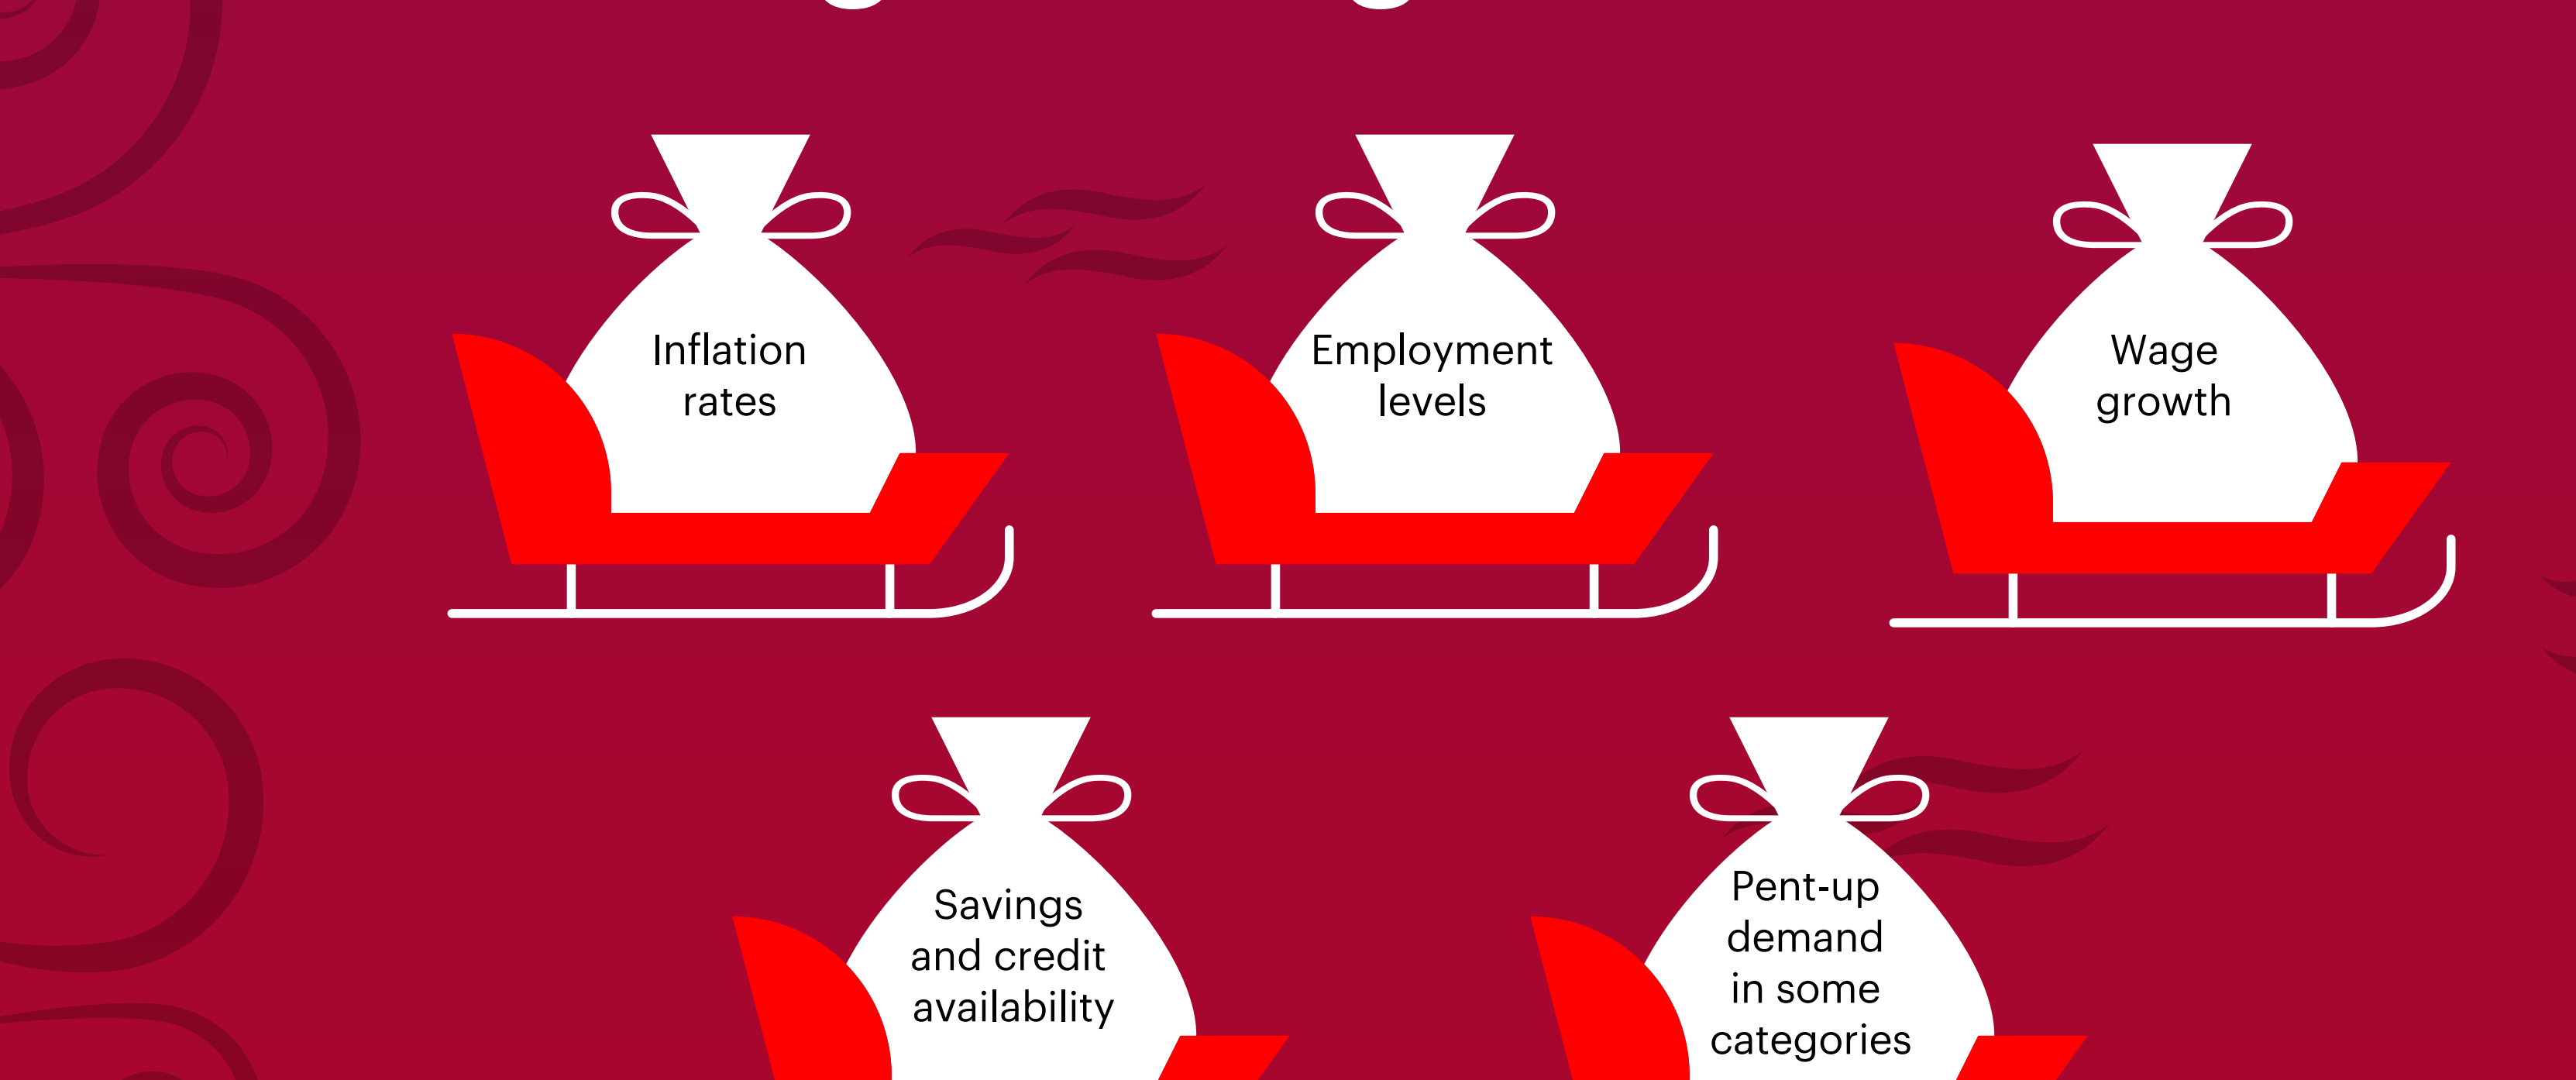 Inflation
rates
Employment
levels
Wage
growth
Savings
and credit
availability
Pent-up
demand
in some
categories